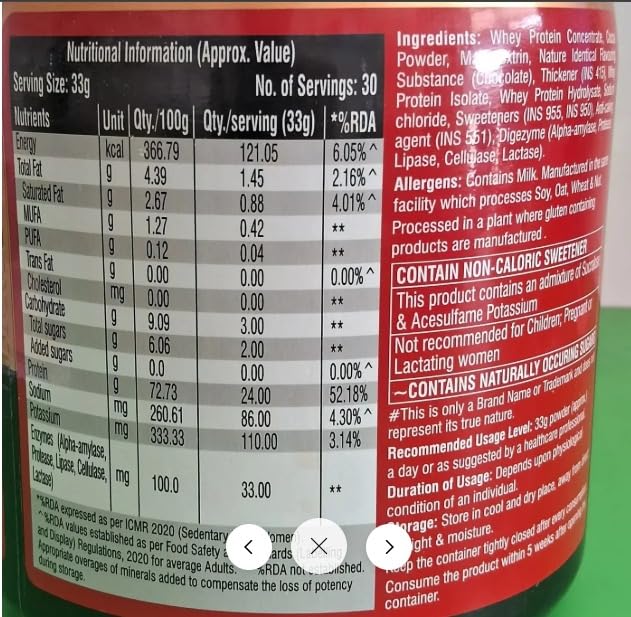 Nutritional Information (Approx. Value)
Serving Size: 33g No. of Servings: 30
Nutrients Unit Qty./100g Qty./serving (33g) *%RDA
Energy kcal 366.79 121.05 6.05%^
Total Fat g 4.39 1.45 2.16%^
Saturated Fat g 2.67 0.88 4.01%^
MUFA g 1.27 0.42 **
PUFA g 0.12 0.04 **
Trans Fat g 0.00 0.00 0.00%^
Cholesterol mg 0.00 0.00 **
Carbohydrate g 9.09 3.00 **
Total sugars g 6.06 2.00 **
Added sugars g 0.0 0.00 0.00%^
Protein g 72.73 24.00 52.18%
Sodium mg 260.61 86.00 4.30%^
Potassium mg 333.33 110.00 3.14%
Enzymes (Alpha-amylase,
Protease, Lipase, Cellulase,
Lactase) mg 100.0 33.00 **
*%RDA expressed as per ICMR 2020 (Sedentary
^%RDA values established as per Food Safety
and Display) Regulations, 2020 for average Adults. **%RDA not established.
Appropriate overages of minerals added to compensate the loss of potency
during storage.
Ingredients: Whey Protein Concentrate,
Powder, Nature Identical Flavouring
Substance (Chocolate), Thickener (INS 415),
Protein Isolate, Whey Protein Hydrolysate, Sodium
chloride, Sweeteners (INS 955, INS 950),
agent (INS 551), Digezyme (Alpha-amylase,
Lipase, Cellulase, Lactase).
Allergens: Contains Milk. Manufactured in the same
facility which processes Soy, Oat, Wheat & Nut.
Processed in a plant where gluten containing
products are manufactured.
CONTAIN NON-CALORIC SWEETENER
This product contains an admixture of Sucralose
& Acesulfame Potassium
Not recommended for Children; Pregnant or
Lactating women
~CONTAINS NATURALLY OCCURING SUGARS
#This is only a Brand Name or Trademark and does
represent its true nature.
Recommended Usage Level: 33g powder (approx.)
a day or as suggested by a healthcare professional.
Duration of Usage: Depends upon physiological
condition of an individual.
Storage: Store in cool and dry place, away from
light & moisture.
Keep the container tightly closed after every
Consume the product within 5 weeks after opening
container.